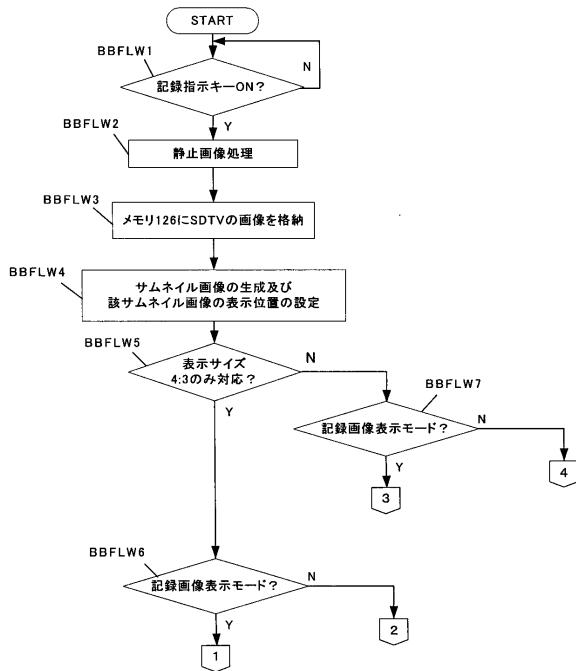 START
BBFLW1
N
記録指示キーON?
Y
BBFLW2
静止画像処理
BBFLW3
メモリ126にSDTVの画像を格納
BBFLW4
サムネイル画像の生成及び
該サムネイル画像の表示位置の設定
BBFLW5
表示サイズ
4:3のみ対応?
N
Y
BBFLW7
記録画像表示モード?
N
Y
3
4
BBFLW6
記録画像表示モード?
N
Y
1
2